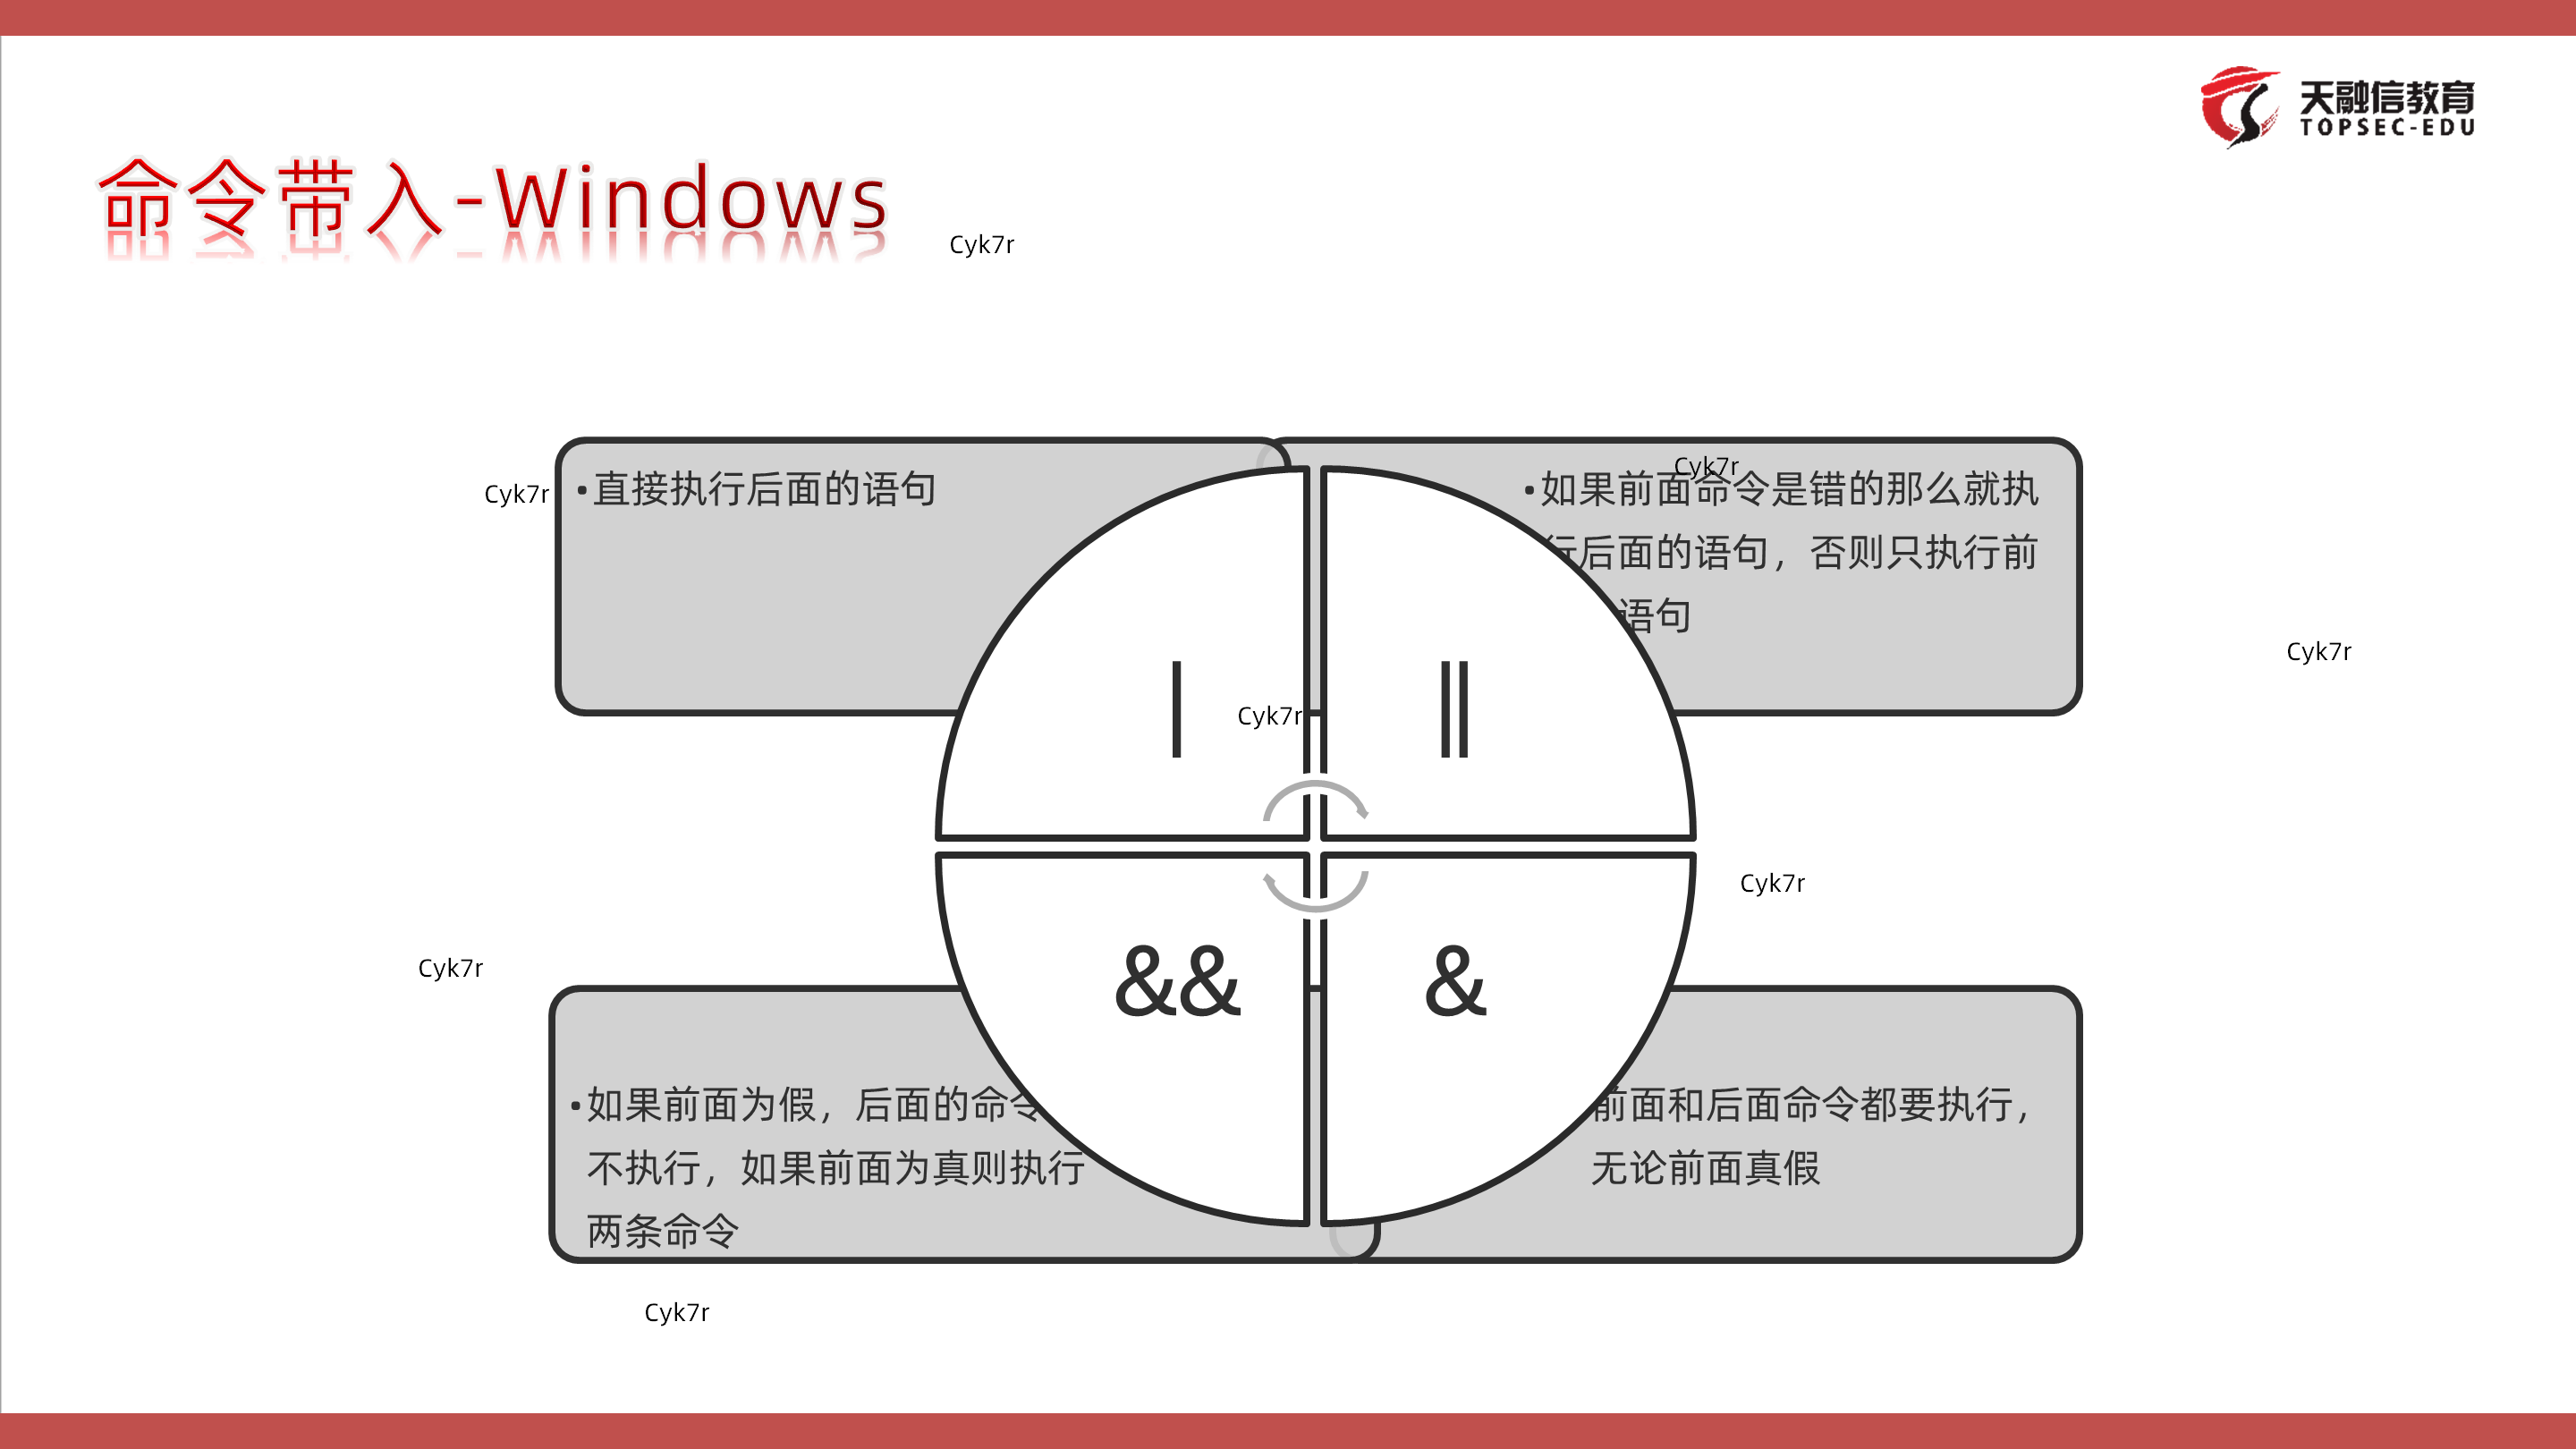 天融信教育
TOPSEC-EDU
命令带入-Windows
Cyk7r
Cyk7r
•直接执行后面的语句
Cyk7r
•如果前面命令是错的那么就执
行后面的语句，否则只执行前
语句
Cyk7r
|
||
Cyk7r
Cyk7r
&&
&
Cyk7r
•如果前面为假，后面的命令
不执行，如果前面为真则执行
两条命令
前面和后面命令都要执行，
无论前面真假
Cyk7r